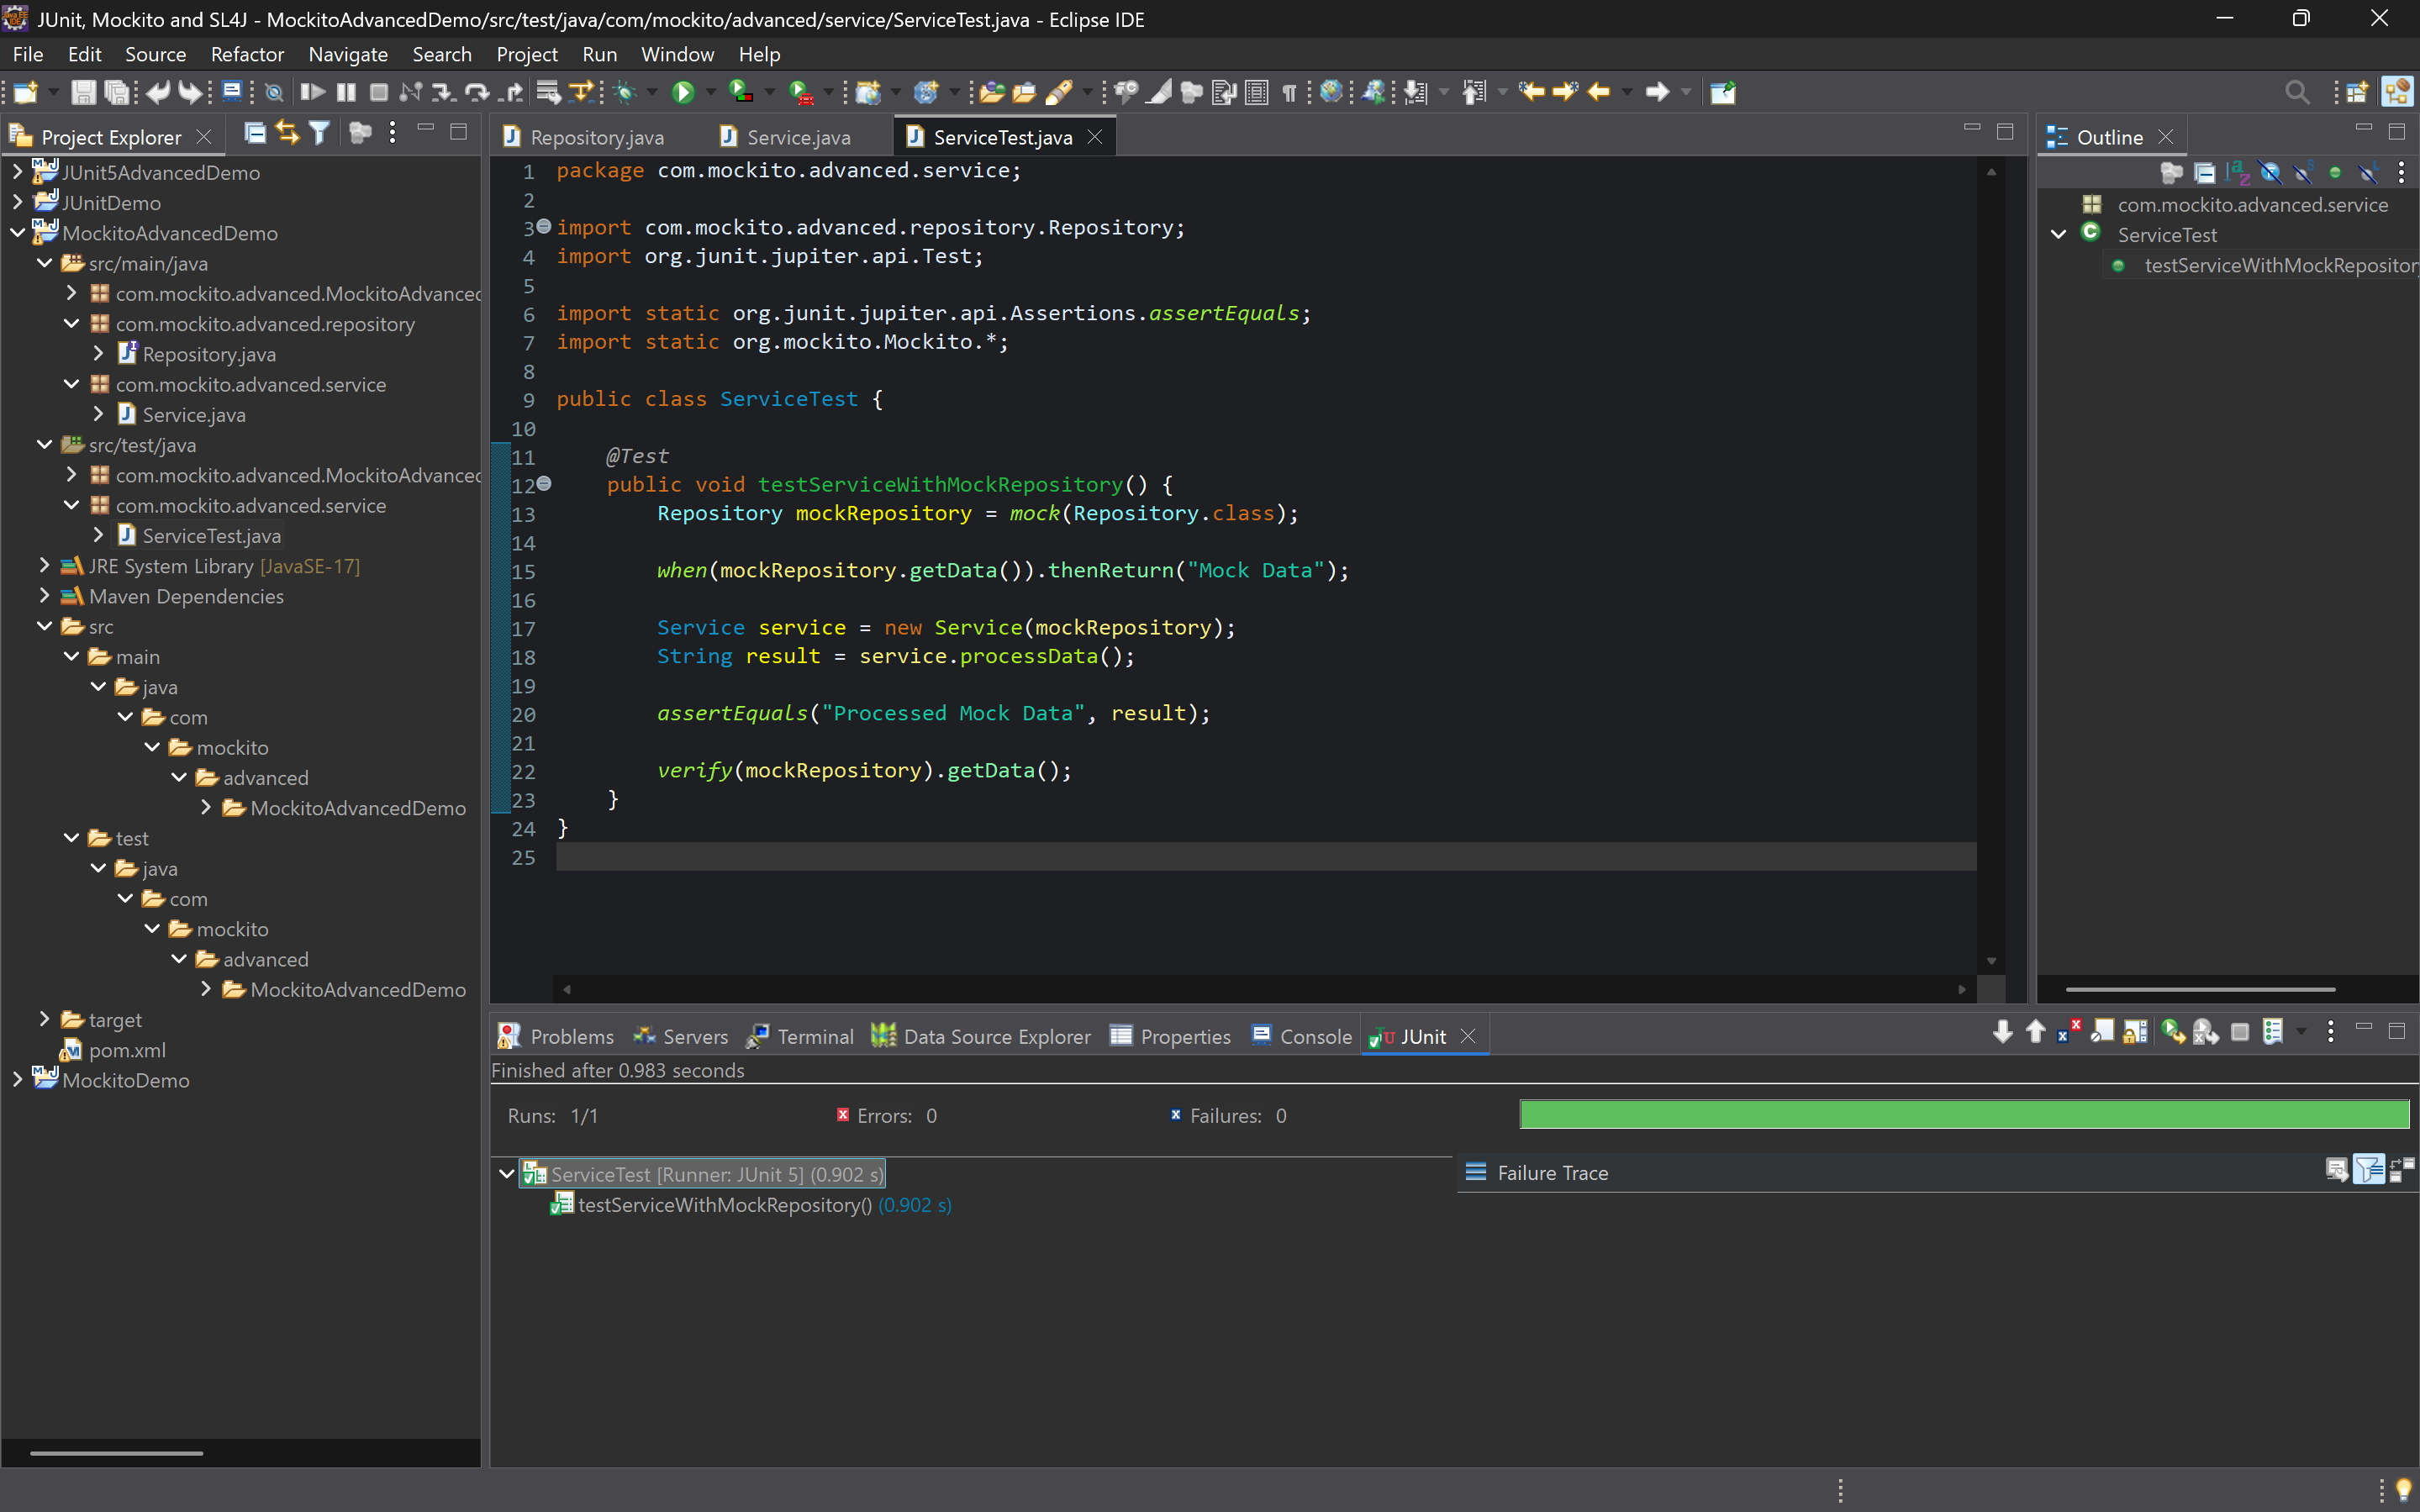 JUnit, Mockito and SL4J - MockitoAdvancedDemo/src/test/java/com/mockito/advanced/service/ServiceTest.java - Eclipse IDE
File Edit Source Refactor Navigate Search Project Run Window Help
Project Explorer
JUnit5AdvancedDemo
JUnitDemo
MockitoAdvancedDemo
src/main/java
com.mockito.advanced.MockitoAdvanced
com.mockito.advanced.repository
Repository.java
com.mockito.advanced.service
Service.java
src/test/java
com.mockito.advanced.MockitoAdvanced
com.mockito.advanced.service
ServiceTest.java
JRE System Library [JavaSE-17]
Maven Dependencies
src
main
java
com
mockito
advanced
MockitoAdvancedDemo
test
java
com
mockito
advanced
MockitoAdvancedDemo
target
pom.xml
MockitoDemo
Repository.java Service.java ServiceTest.java
1 package com.mockito.advanced.service;
2
3 import com.mockito.advanced.repository.Repository;
4 import org.junit.jupiter.api.Test;
5
6 import static org.junit.jupiter.api.Assertions.assertEquals;
7 import static org.mockito.Mockito.*;
8
9 public class ServiceTest {
10
11 @Test
12 public void testServiceWithMockRepository() {
13 Repository mockRepository = mock(Repository.class);
14
15 when(mockRepository.getData()).thenReturn("Mock Data");
16
17 Service service = new Service(mockRepository);
18 String result = service.processData();
19
20 assertEquals("Processed Mock Data", result);
21
22 verify(mockRepository).getData();
23 }
24 }
25
Outline
com.mockito.advanced.service
ServiceTest
testServiceWithMockRepositor
Problems Servers Terminal Data Source Explorer Properties Console JUnit
Finished after 0.983 seconds
Runs: 1/1 Errors: 0 Failures: 0
ServiceTest [Runner: JUnit 5] (0.902 s)
testServiceWithMockRepository() (0.902 s)
Failure Trace